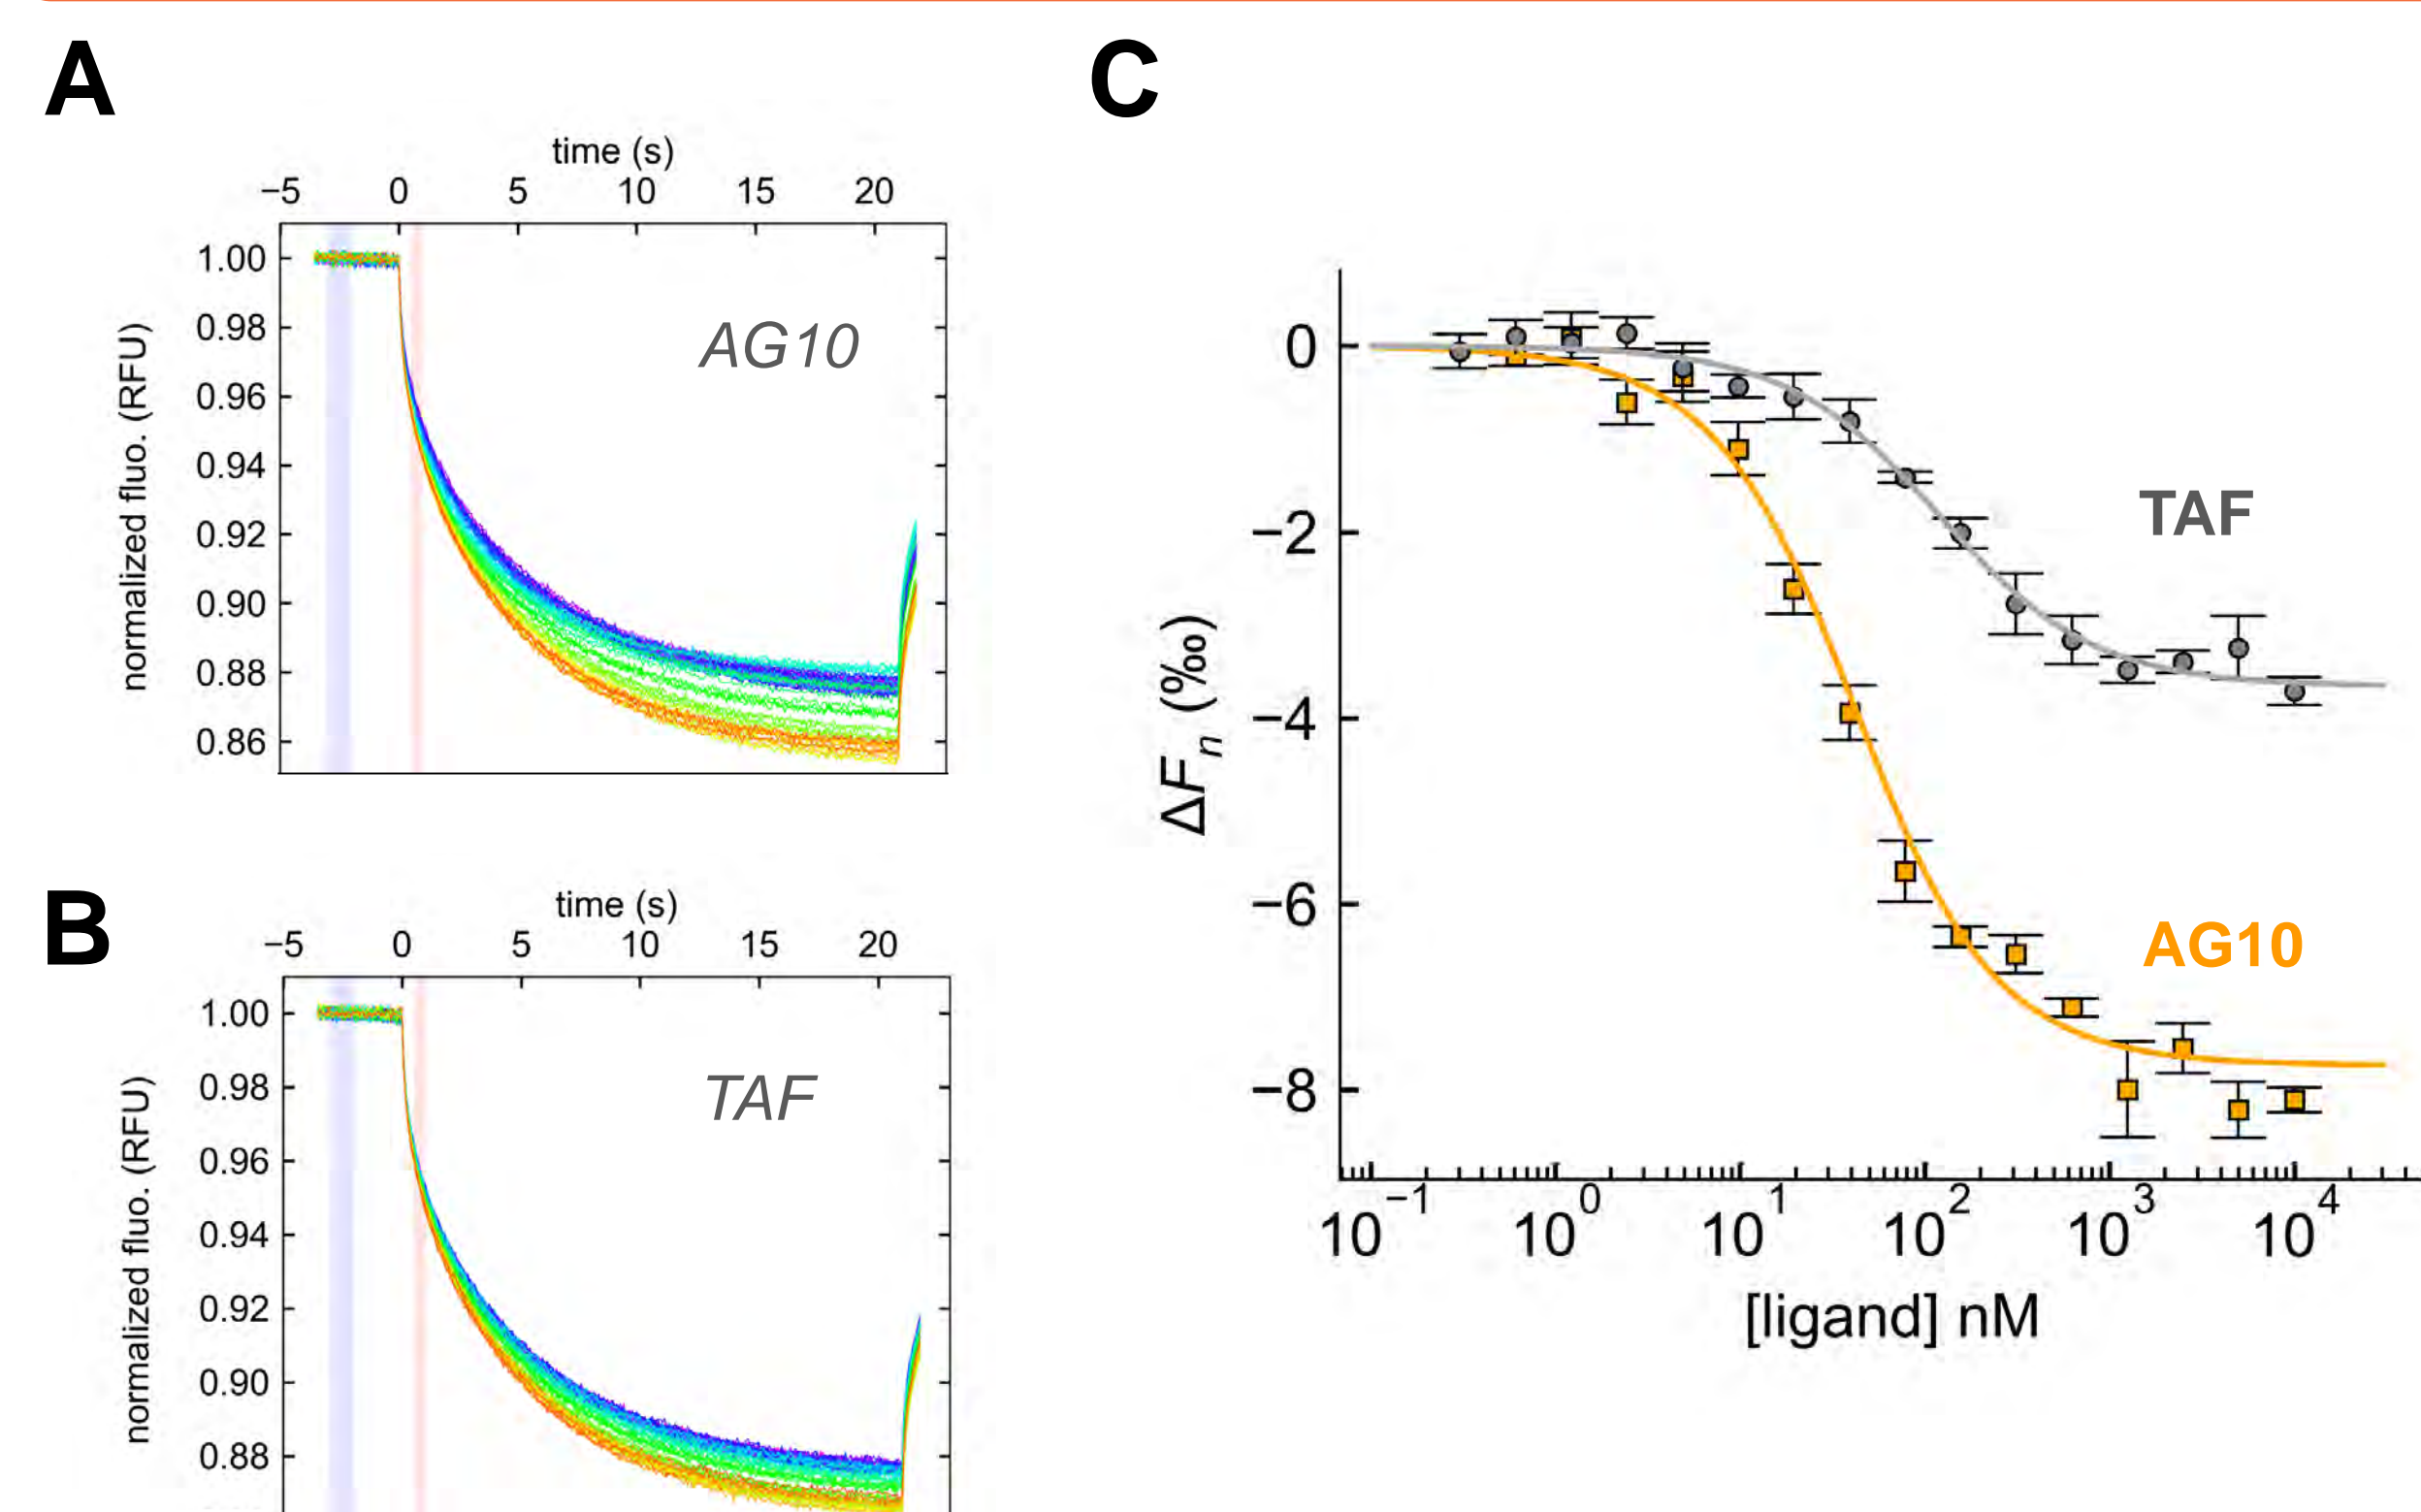 A
time (s)
−5 0 5 10 15 20
normalized fluo. (RFU)
1.00
0.98
0.96
0.94
0.92
0.90
0.88
0.86
AG10
B
time (s)
−5 0 5 10 15 20
normalized fluo. (RFU)
1.00
0.98
0.96
0.94
0.92
0.90
0.88
TAF
C
ΔFₙ (‰)
0
−2
−4
−6
−8
TAF
AG10
10⁻¹ 10⁰ 10¹ 10² 10³ 10⁴
[ligand] nM